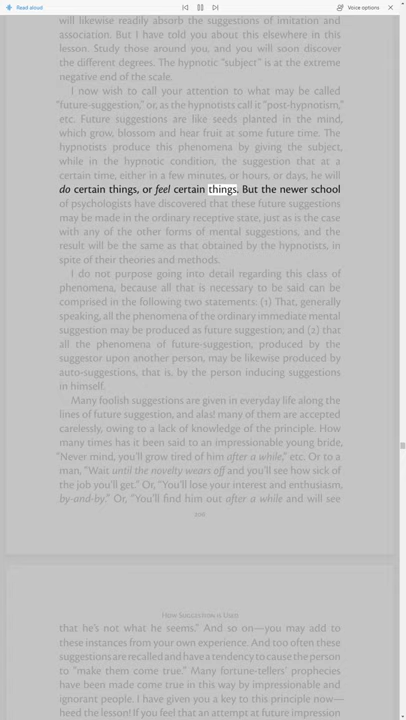 Read aloud
Voice options
will likewise readily absorb the suggestions of imitation and
association. But I have told you about this elsewhere in this
lesson. Study those around you, and you will soon discover
the different degrees. The hypnotic “subject” is at the extreme
negative end of the scale.
I now wish to call your attention to what may be called
“future-suggestion,” or, as the hypnotists call it “post-hypnotism,”
etc. Future suggestions are like seeds planted in the mind,
which grow, blossom and hear fruit at some future time. The
hypnotists produce this phenomena by giving the subject,
while in the hypnotic condition, the suggestion that at a
certain time, either in a few minutes, or hours, or days, he will
do certain things, or feel certain things. But the newer school
of psychologists have discovered that these future suggestions
may be made in the ordinary receptive state, just as is the case
with any of the other forms of mental suggestions, and the
result will be the same as that obtained by the hypnotists, in
spite of their theories and methods.
I do not purpose going into detail regarding this class of
phenomena, because all that is necessary to be said can be
comprised in the following two statements: (1) That, generally
speaking, all the phenomena of the ordinary immediate mental
suggestion may be produced as future suggestion; and (2) that
all the phenomena of future-suggestion, produced by the
suggestor upon another person, may be likewise produced by
auto-suggestions, that is, by the person inducing suggestions
in himself.
Many foolish suggestions are given in everyday life along the
lines of future suggestion, and alas! many of them are accepted
carelessly, owing to a lack of knowledge of the principle. How
many times has it been said to an impressionable young bride,
“Never mind, you’ll grow tired of him after a while,” etc. Or to a
man, “Wait until the novelty wears off and you’ll see how sick of
the job you’ll get.” Or, “You’ll lose your interest and enthusiasm,
by-and-by.” Or, “You’ll find him out after a while and will see
How Suggestion is Used
that he’s not what he seems.” And so on—you may add to
these instances from your own experience. And too often these
suggestions are recalled and have a tendency to cause the person
to “make them come true.” Many fortune-tellers’ prophecies
have been made come true in this way by impressionable and
ignorant people. I have given you a key to this principle now—
heed the lesson! If you feel that an attempt at future impression